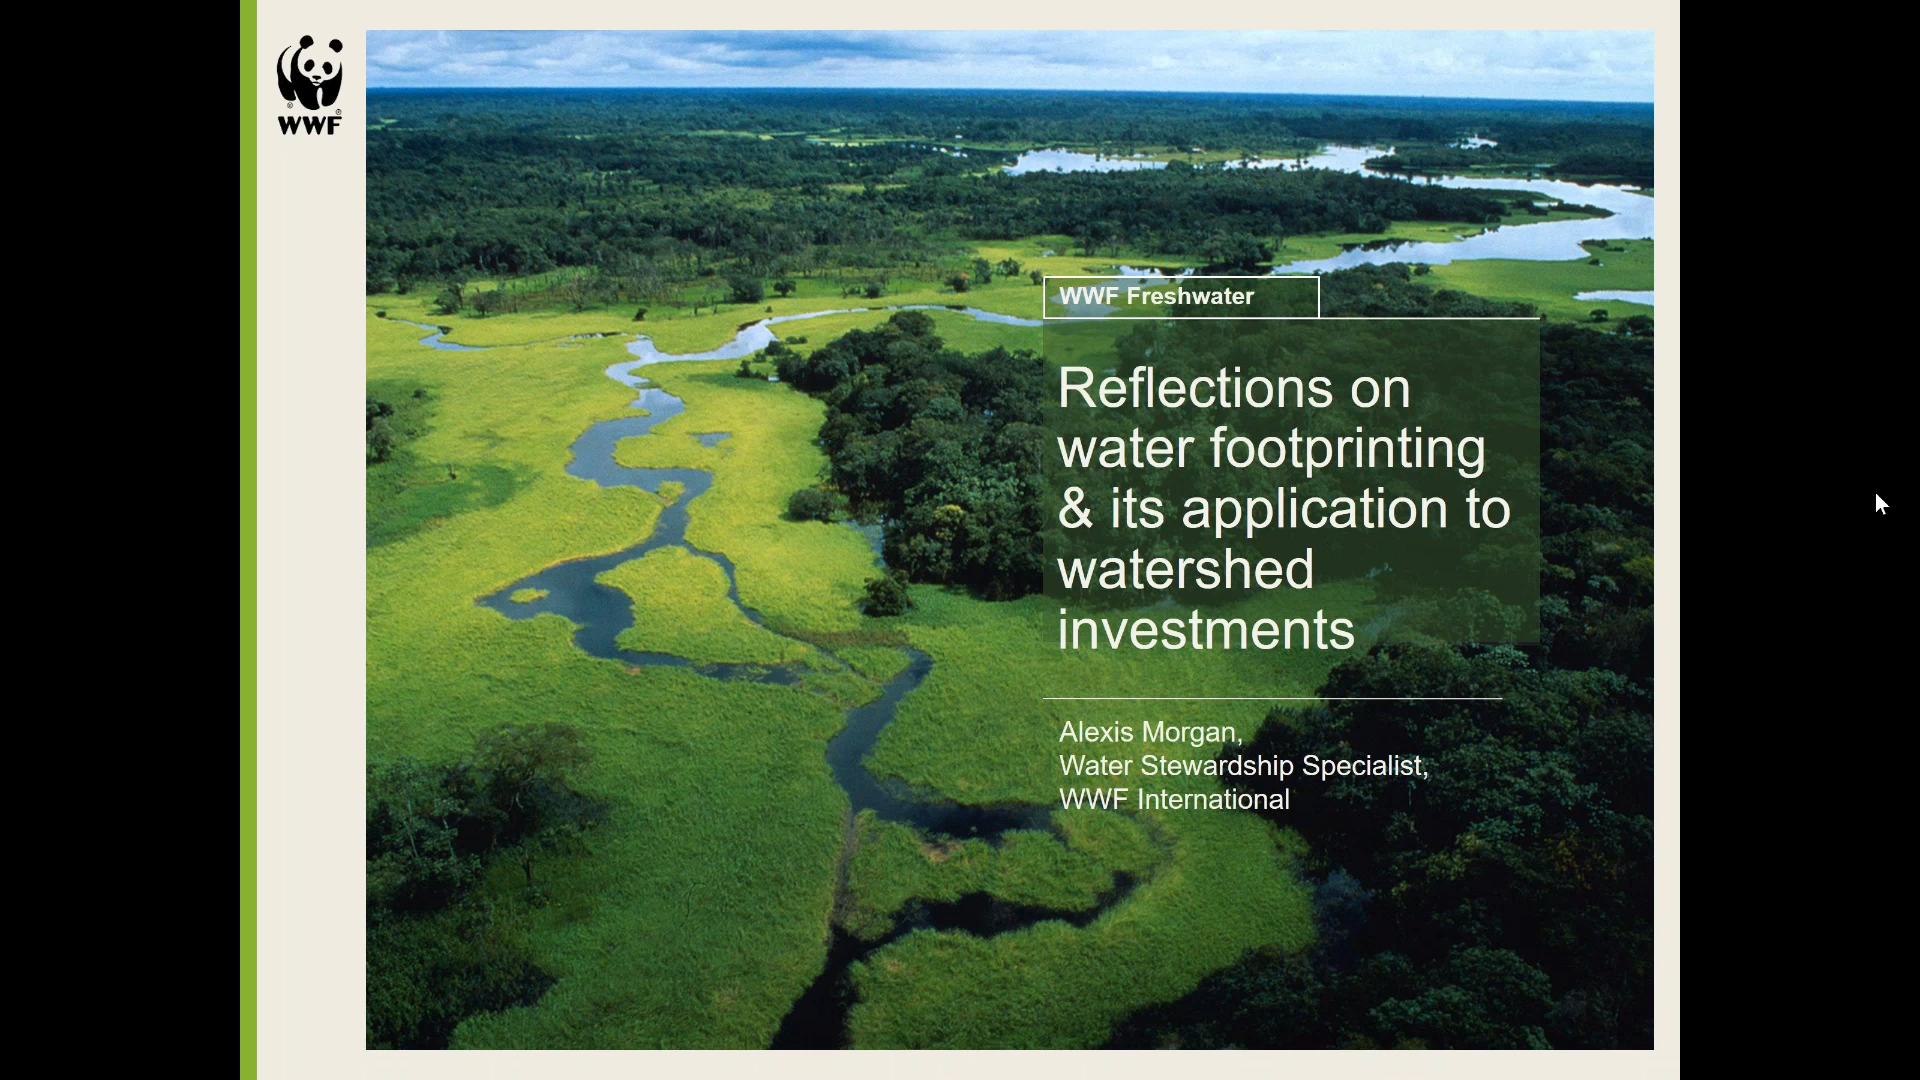 WWF
WWF Freshwater
Reflections on
water footprinting
& its application to
watershed
investments
Alexis Morgan,
Water Stewardship Specialist,
WWF International